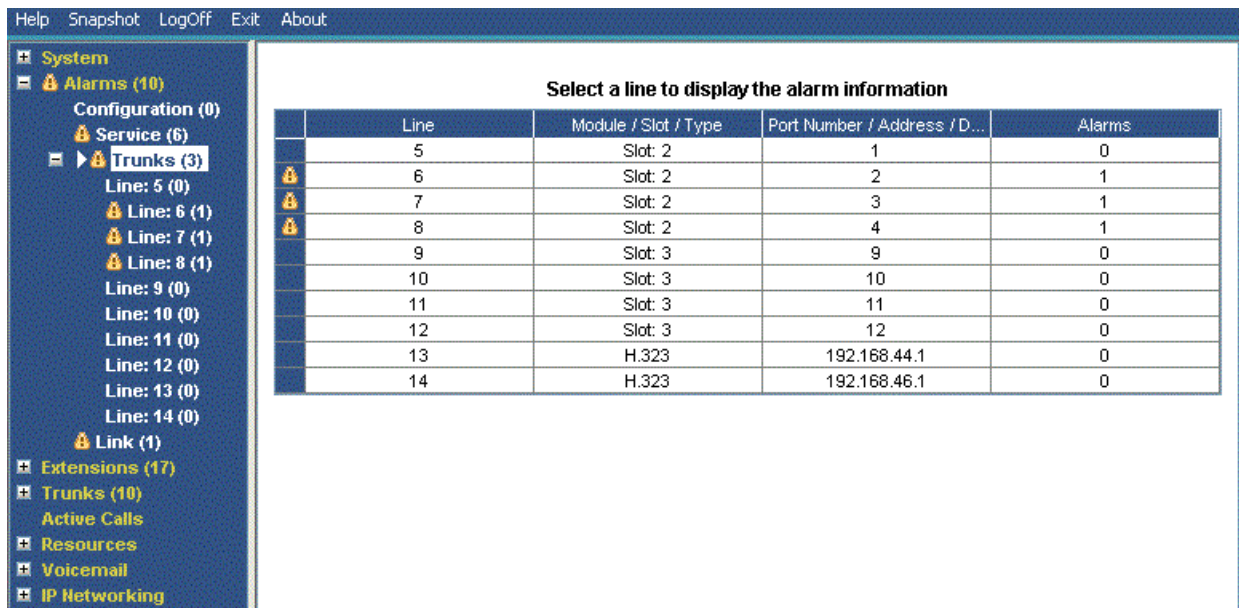 Help Snapshot LogOff Exit About
System
Alarms (10)
Configuration (0)
Service (6)
Trunks (3)
Line: 5 (0)
Line: 6 (1)
Line: 7 (1)
Line: 8 (1)
Line: 9 (0)
Line: 10 (0)
Line: 11 (0)
Line: 12 (0)
Line: 13 (0)
Line: 14 (0)
Link (1)
Extensions (17)
Trunks (10)
Active Calls
Resources
Voicemail
IP Networking
Select a line to display the alarm information
Line Module / Slot / Type Port Number / Address / D... Alarms
5 Slot: 2 1 0
6 Slot: 2 2 1
7 Slot: 2 3 1
8 Slot: 2 4 1
9 Slot: 3 9 0
10 Slot: 3 10 0
11 Slot: 3 11 0
12 Slot: 3 12 0
13 H.323 192.168.44.1 0
14 H.323 192.168.46.1 0